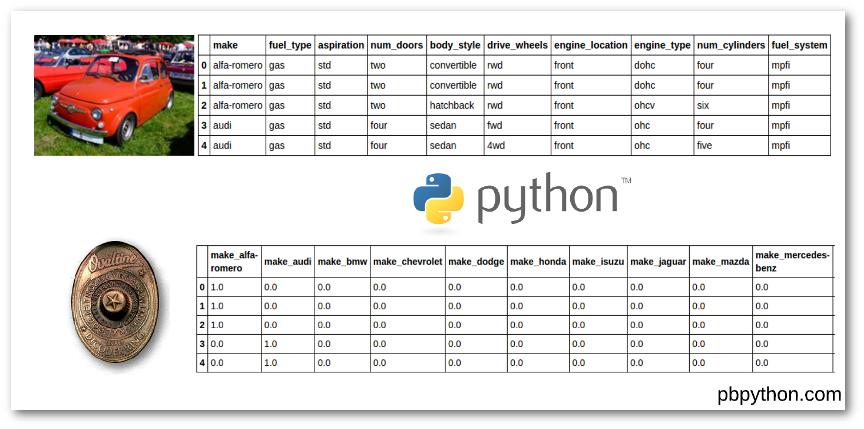 make fuel_type aspiration num_doors body_style drive_wheels engine_location engine_type num_cylinders fuel_system
0 alfa-romero gas std two convertible rwd front dohc four mpfi
1 alfa-romero gas std two convertible rwd front dohc four mpfi
2 alfa-romero gas std two hatchback rwd front ohcv six mpfi
3 audi gas std four sedan fwd front ohc four mpfi
4 audi gas std four sedan 4wd front ohc five mpfi
python™
Ovaltine
make_alfa-romero make_audi make_bmw make_chevrolet make_dodge make_honda make_isuzu make_jaguar make_mazda make_mercedes-benz
0 1.0 0.0 0.0 0.0 0.0 0.0 0.0 0.0 0.0 0.0
1 1.0 0.0 0.0 0.0 0.0 0.0 0.0 0.0 0.0 0.0
2 1.0 0.0 0.0 0.0 0.0 0.0 0.0 0.0 0.0 0.0
3 0.0 1.0 0.0 0.0 0.0 0.0 0.0 0.0 0.0 0.0
4 0.0 1.0 0.0 0.0 0.0 0.0 0.0 0.0 0.0 0.0
pbpython.com